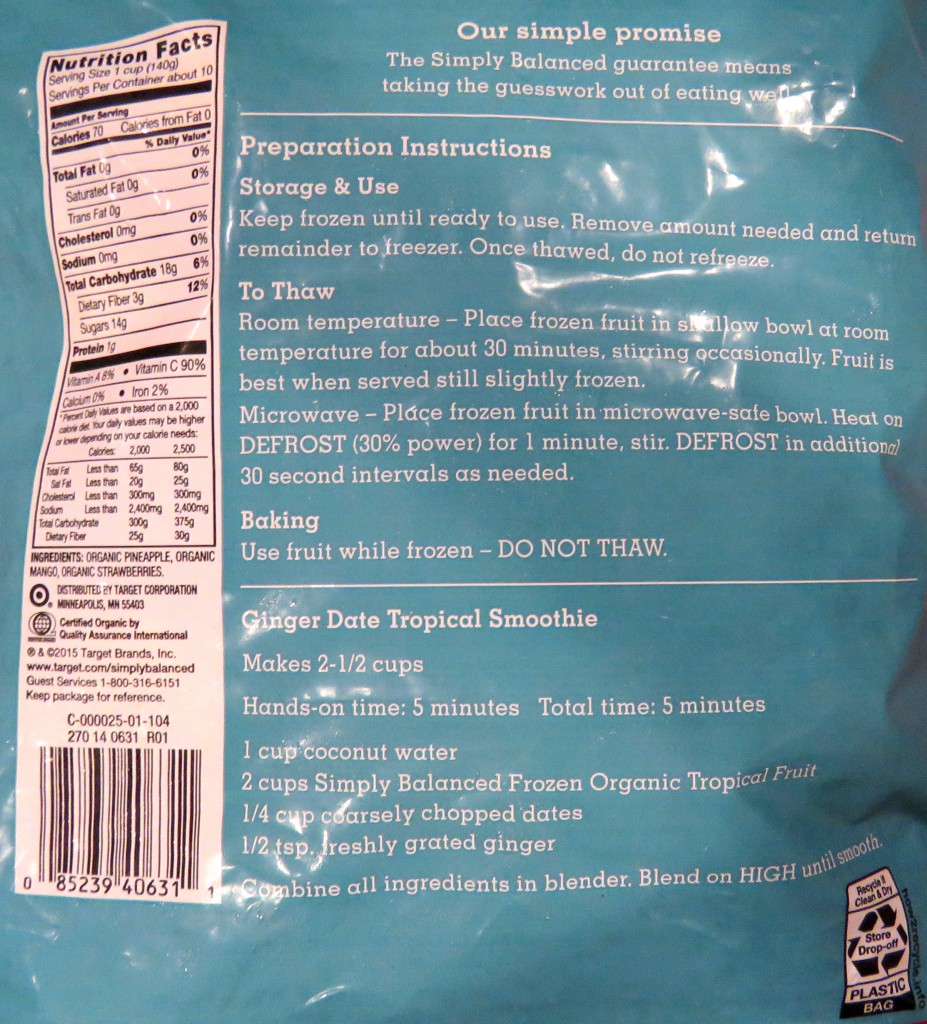 Nutrition Facts
Serving Size 1 cup (140g)
Servings Per Container about 10
Amount Per Serving
Calories 70 Calories from Fat 0
% Daily Value*
Total Fat 0g 0%
Saturated Fat 0g 0%
Trans Fat 0g
Cholesterol 0mg 0%
Sodium 0mg 0%
Total Carbohydrate 18g 6%
Dietary Fiber 3g 12%
Sugars 14g
Protein 1g
Vitamin A 8% • Vitamin C 90%
Calcium 0% • Iron 2%
*Percent Daily Values are based on a 2,000
calorie diet. Your daily values may be higher
or lower depending on your calorie needs:
Calories: 2,000 2,500
Total Fat Less than 65g 80g
Sat Fat Less than 20g 25g
Cholesterol Less than 300mg 300mg
Sodium Less than 2,400mg 2,400mg
Total Carbohydrate 300g 375g
Dietary Fiber 25g 30g
INGREDIENTS: ORGANIC PINEAPPLE, ORGANIC
MANGO, ORGANIC STRAWBERRIES.
DISTRIBUTED BY TARGET CORPORATION
MINNEAPOLIS, MN 55403
Certified Organic by
Quality Assurance International
® & ©2015 Target Brands, Inc.
www.target.com/simplybalanced
Guest Services 1-800-316-6151
Keep package for reference.
C-000025-01-104
270 14 0631 R01
0 85239 40631 1
Our simple promise
The Simply Balanced guarantee means
taking the guesswork out of eating well.
Preparation Instructions
Storage & Use
Keep frozen until ready to use. Remove amount needed and return
remainder to freezer. Once thawed, do not refreeze.
To Thaw
Room temperature – Place frozen fruit in shallow bowl at room
temperature for about 30 minutes, stirring occasionally. Fruit is
best when served still slightly frozen.
Microwave – Place frozen fruit in microwave-safe bowl. Heat on
DEFROST (30% power) for 1 minute, stir. DEFROST in additional
30 second intervals as needed.
Baking
Use fruit while frozen – DO NOT THAW.
Ginger Date Tropical Smoothie
Makes 2-1/2 cups
Hands-on time: 5 minutes Total time: 5 minutes
1 cup coconut water
2 cups Simply Balanced Frozen Organic Tropical Fruit
1/4 cup coarsely chopped dates
1/2 tsp. freshly grated ginger
Combine all ingredients in blender. Blend on HIGH until smooth.
Recycle if
Clean & Dry
Store
Drop-off
PLASTIC
BAG
how2recycle.info